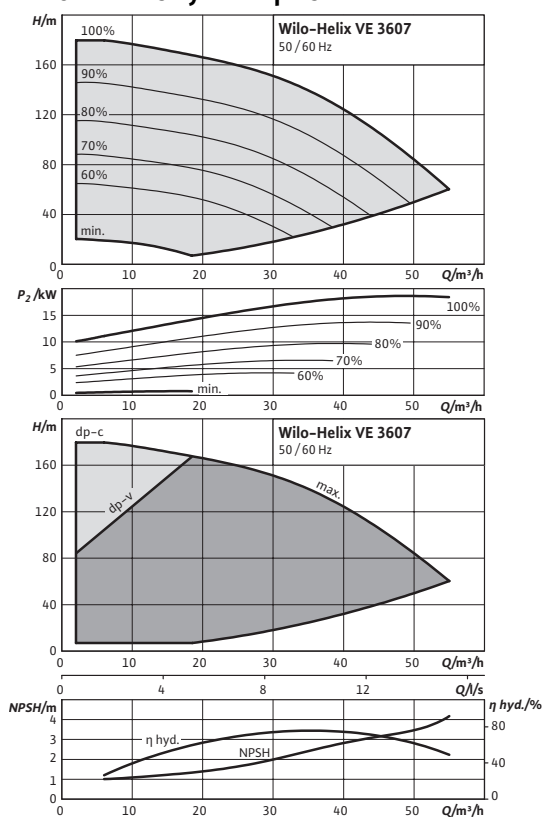 H/m
Wilo–Helix VE 3607
50 / 60 Hz
100%
160
90%
120
80%
80
70%
60%
40
min.
0
0 10 20 30 40 50 Q/m³/h
P₂ /kW
15
100%
10
90%
80%
5
70%
60%
min.
0
0 10 20 30 40 50 Q/m³/h
H/m
dp–c
Wilo–Helix VE 3607
50 / 60 Hz
160
max.
120
dp–v
80
40
0
0 10 20 30 40 50 Q/m³/h
0 4 8 12 Q/l/s
NPSH/m
η hyd./%
4
80
3
η hyd.
NPSH
2
40
1
0
0
0 10 20 30 40 50 Q/m³/h